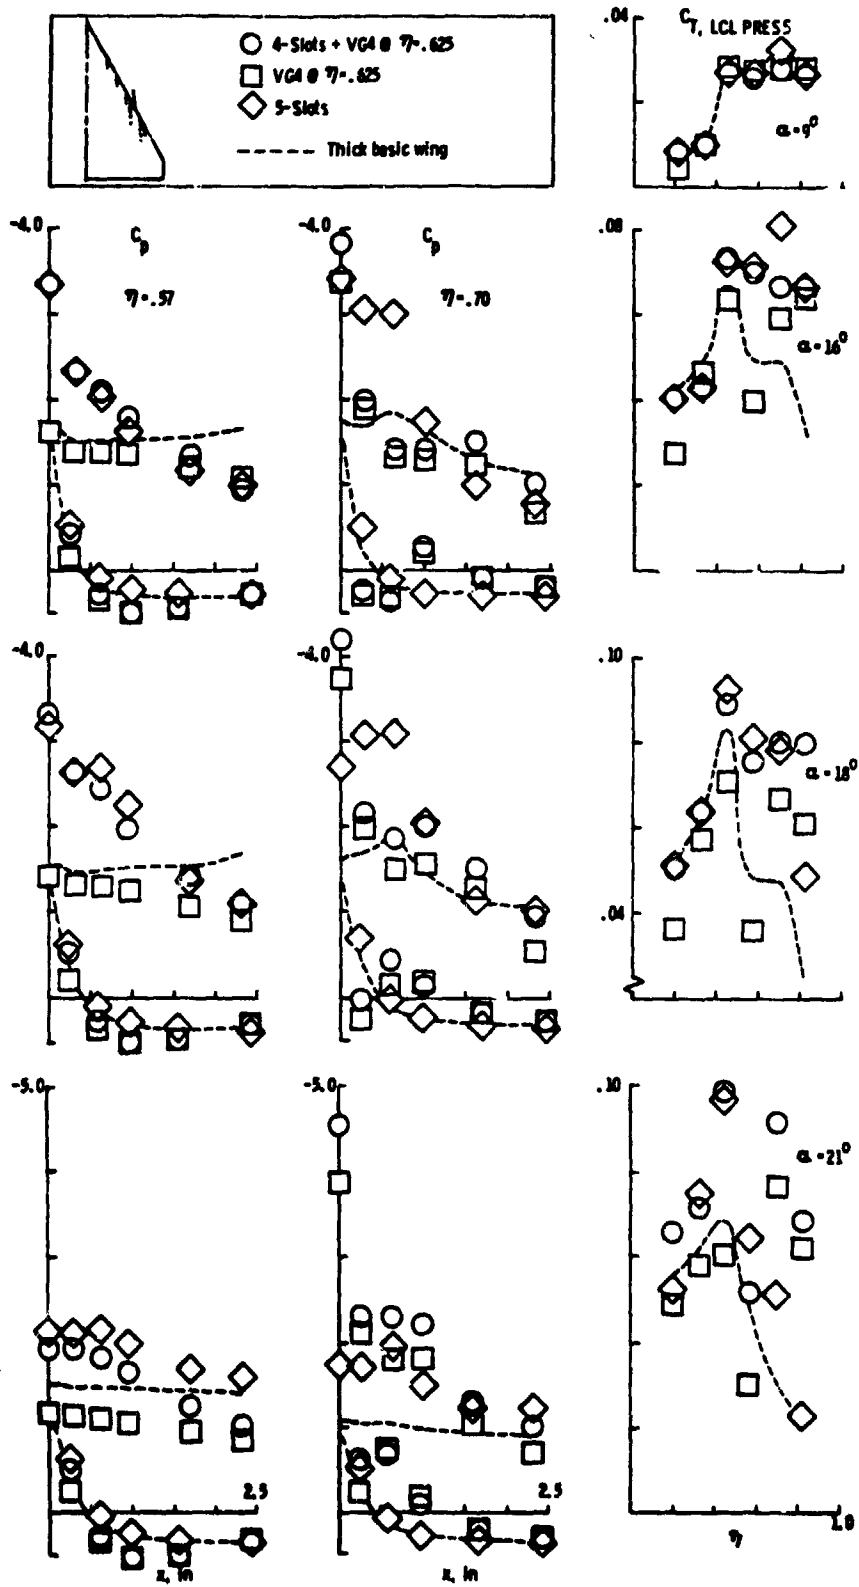 4-Slots + VG4 @ η=.625
VG4 @ η=.625
5-Slots
Thick basic wing
.04
C_T, LCL PRESS
α=9°
-4.0
C_p
η=.57
-4.0
C_p
η=.70
.08
α=16°
-4.0
-4.0
.10
α=18°
.04
-5.0
-5.0
.10
α=21°
2.5
2.5
x, in
x, in
η
1.0